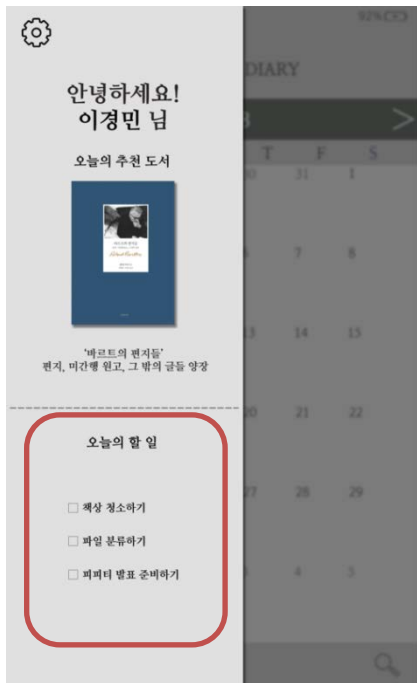 92%
DIARY
안녕하세요!
이경민 님
오늘의 추천 도서
>
T F S
31 1
'바르트의 편지들'
편지, 미간행 원고, 그 밖의 글들 양장
7 8
13 14 15
20 21 22
오늘의 할 일
27 28 29
책상 청소하기
파일 분류하기
피피티 발표 준비하기
4 5